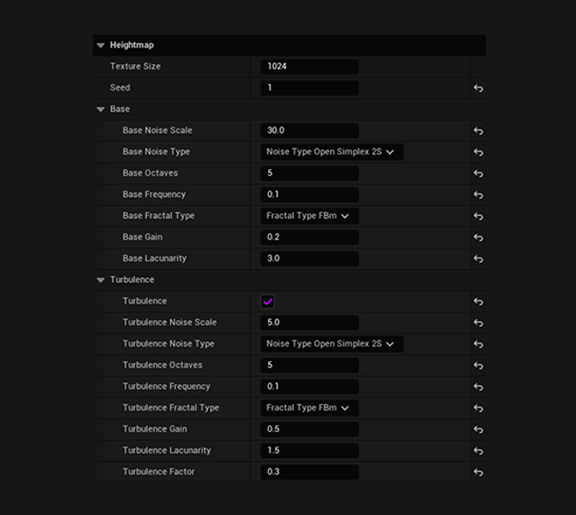 Heightmap
Texture Size 1024
Seed 1
Base
Base Noise Scale 30.0
Base Noise Type Noise Type Open Simplex 2S
Base Octaves 5
Base Frequency 0.1
Base Fractal Type Fractal Type FBm
Base Gain 0.2
Base Lacunarity 3.0
Turbulence
Turbulence
Turbulence Noise Scale 5.0
Turbulence Noise Type Noise Type Open Simplex 2S
Turbulence Octaves 5
Turbulence Frequency 0.1
Turbulence Fractal Type Fractal Type FBm
Turbulence Gain 0.5
Turbulence Lacunarity 1.5
Turbulence Factor 0.3